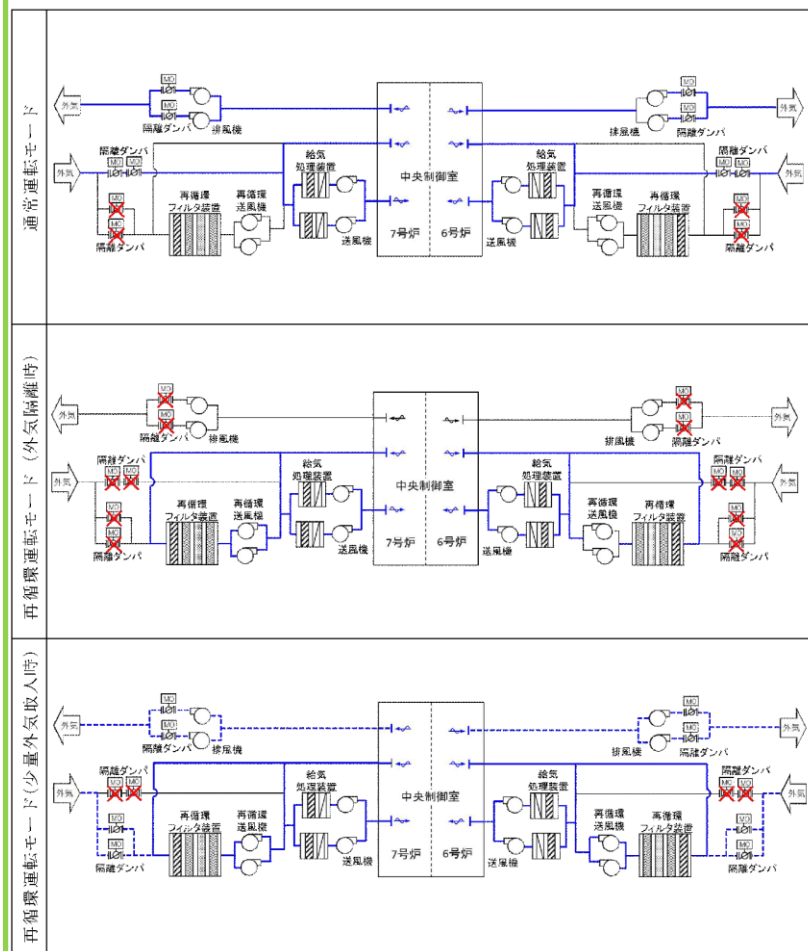 通常運転モード
MO
MO
外気
隔離ダンパ
排風機
隔離ダンパ
MO
MO
外気
MO
MO
隔離ダンパ
再循環
フィルタ装置
再循環
送風機
給気
処理装置
送風機
中央制御室
7号炉
6号炉
MO
MO
外気
排風機
隔離ダンパ
隔離ダンパ
MO
MO
外気
給気
処理装置
再循環
送風機
再循環
フィルタ装置
送風機
MO
MO
隔離ダンパ
再循環運転モード(外気隔離時)
MO
MO
外気
隔離ダンパ
排風機
隔離ダンパ
MO
MO
外気
MO
MO
隔離ダンパ
再循環
フィルタ装置
再循環
送風機
給気
処理装置
送風機
中央制御室
7号炉
6号炉
MO
MO
外気
排風機
隔離ダンパ
隔離ダンパ
MO
MO
外気
給気
処理装置
再循環
送風機
再循環
フィルタ装置
送風機
MO
MO
隔離ダンパ
再循環運転モード(少量外気取入時)
MO
MO
外気
隔離ダンパ
排風機
隔離ダンパ
MO
MO
外気
MO
MO
隔離ダンパ
再循環
フィルタ装置
再循環
送風機
給気
処理装置
送風機
中央制御室
7号炉
6号炉
MO
MO
外気
排風機
隔離ダンパ
隔離ダンパ
MO
MO
外気
給気
処理装置
再循環
送風機
再循環
フィルタ装置
送風機
MO
MO
隔離ダンパ